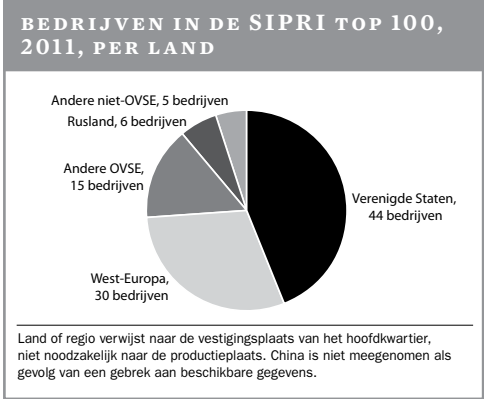 BEDRIJVEN IN DE SIPRI TOP 100,
2011, PER LAND
Andere niet-OVSE, 5 bedrijven
Rusland, 6 bedrijven
Andere OVSE,
15 bedrijven
Verenigde Staten,
44 bedrijven
West-Europa,
30 bedrijven
Land of regio verwijst naar de vestigingsplaats van het hoofdkwartier,
niet noodzakelijk naar de productieplaats. China is niet meegenomen als
gevolg van een gebrek aan beschikbare gegevens.